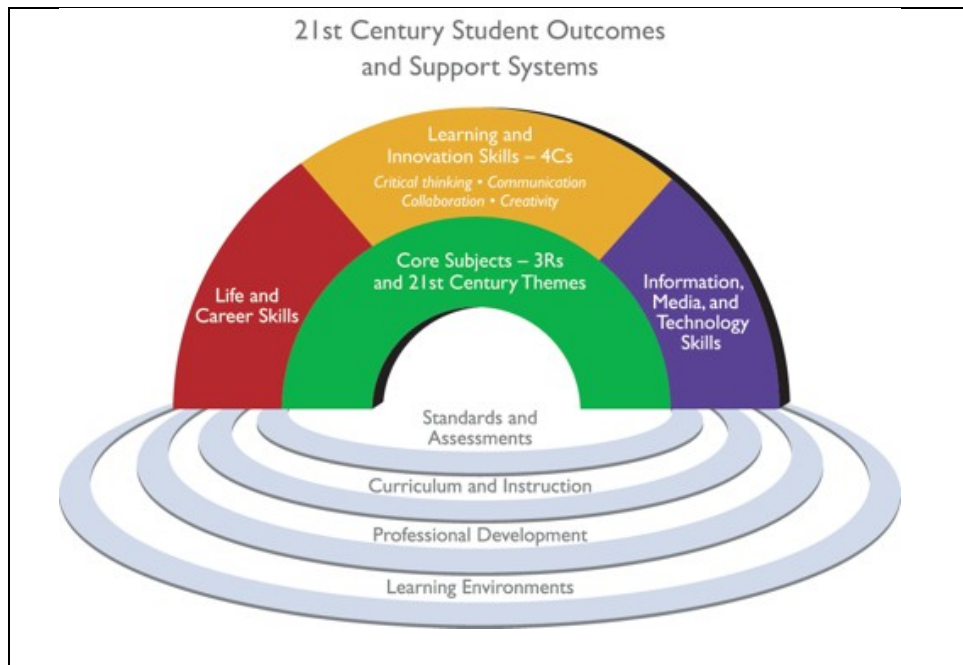 21st Century Student Outcomes
and Support Systems
Learning and
Innovation Skills – 4Cs
Critical thinking • Communication
Collaboration • Creativity
Core Subjects – 3Rs
and 21st Century Themes
Life and
Career Skills
Information,
Media, and
Technology
Skills
Standards and
Assessments
Curriculum and Instruction
Professional Development
Learning Environments